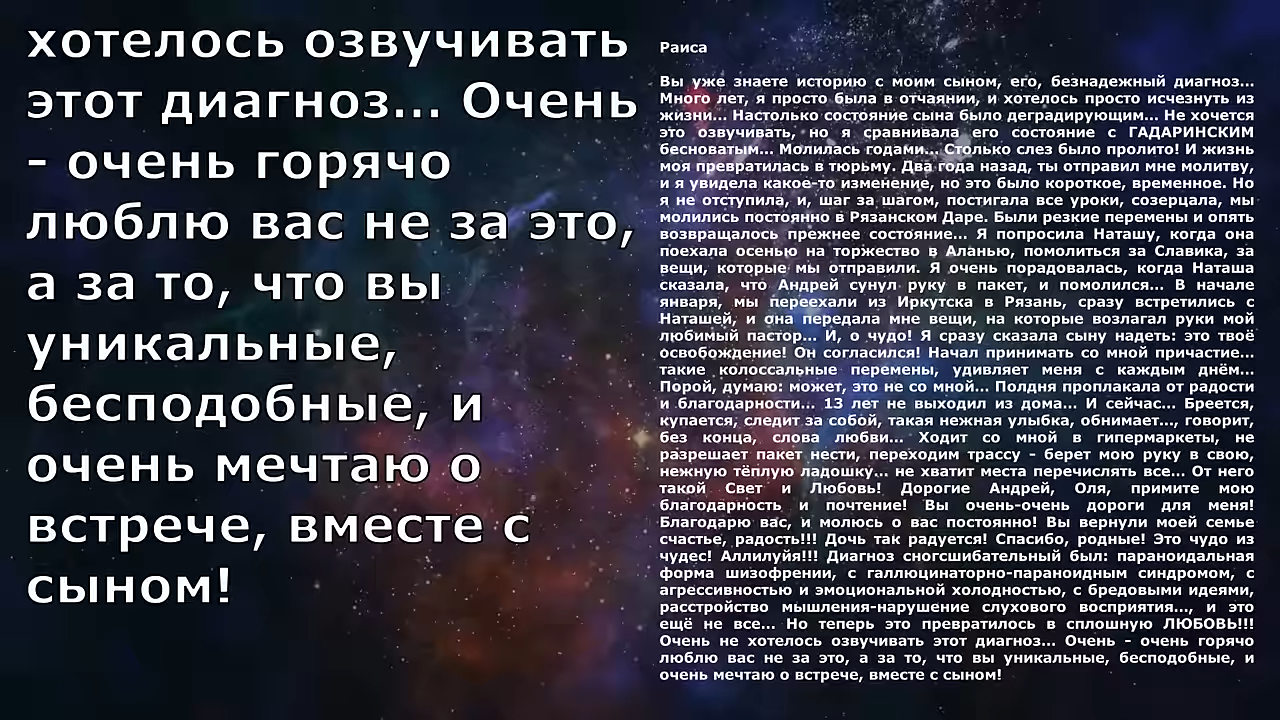 хотелось озвучивать
этот диагноз... Очень
- очень горячо
люблю вас не за это,
а за то, что вы
уникальные,
бесподобные, и
очень мечтаю о
встрече, вместе с
сыном!
Раиса
Вы уже знаете историю с моим сыном, его, безнадежный диагноз...
Много лет, я просто была в отчаянии, и хотелось просто исчезнуть из
жизни... Настолько состояние сына было деградирующим... Не хочется
это озвучивать, но я сравнивала его состояние с ГАДАРИНСКИМ
бесноватым... Молилась годами... Столько слез было пролито! И жизнь
моя превратилась в тюрьму. Два года назад, ты отправил мне молитву,
и я увидела какое-то изменение, но это было короткое, временное. Но
я не отступила, и, шаг за шагом, постигала все уроки, созерцала, мы
молились постоянно в Рязанском Даре. Были резкие перемены и опять
возвращалось прежнее состояние... Я попросила Наташу, когда она
поехала осенью на торжество в Аланью, помолиться за Славика, за
вещи, которые мы отправили. Я очень порадовалась, когда Наташа
сказала, что Андрей сунул руку в пакет, и помолился... В начале
января, мы переехали из Иркутска в Рязань, сразу встретились с
Наташей, и она передала мне вещи, на которые возлагал руки мой
любимый пастор... И, о чудо! Я сразу сказала сыну надеть: это твоё
освобождение! Он согласился! Начал принимать со мной причастие...
такие колоссальные перемены, удивляет меня с каждым днём...
Порой, думаю: может, это не со мной... Полдня проплакала от радости
и благодарности... 13 лет не выходил из дома... И сейчас... Бреется,
купается, следит за собой, такая нежная улыбка, обнимает..., говорит,
без конца, слова любви... Ходит со мной в гипермаркеты, не
разрешает пакет нести, переходим трассу - берет мою руку в свою,
нежную тёплую ладошку... не хватит места перечислять все... От него
такой Свет и Любовь! Дорогие Андрей, Оля, примите мою
благодарность и почтение! Вы очень-очень дороги для меня!
Благодарю вас, и молюсь о вас постоянно! Вы вернули моей семье
счастье, радость!!! Дочь так радуется! Спасибо, родные! Это чудо из
чудес! Аллилуйя!!! Диагноз сногсшибательный был: параноидальная
форма шизофрении, с галлюцинаторно-параноидным синдромом, с
агрессивностью и эмоциональной холодностью, с бредовыми идеями,
расстройство мышления-нарушение слухового восприятия..., и это
ещё не все... Но теперь это превратилось в сплошную ЛЮБОВЬ!!!
Очень не хотелось озвучивать этот диагноз... Очень - очень горячо
люблю вас не за это, а за то, что вы уникальные, бесподобные, и
очень мечтаю о встрече, вместе с сыном!